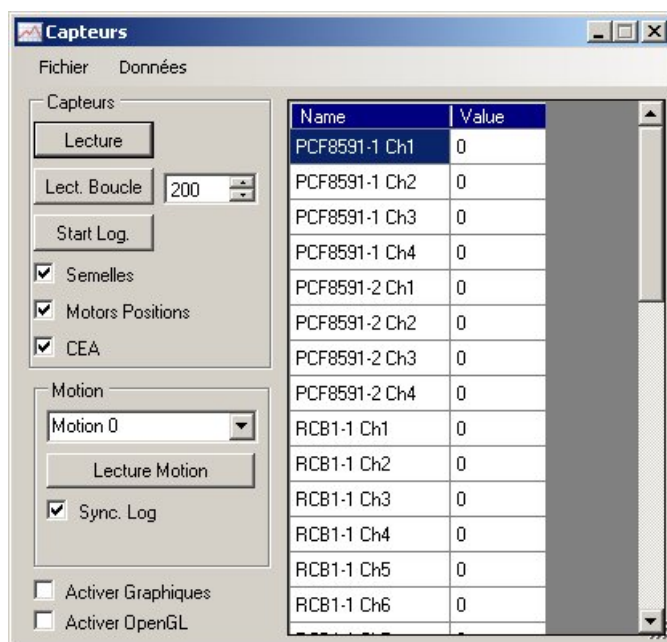 Capteurs
Fichier Données
Capteurs
Lecture
Lect. Boucle 200
Start Log.
Semelles
Motors Positions
CEA
Motion
Motion 0
Lecture Motion
Sync. Log
Activer Graphiques
Activer OpenGL
Name Value
PCF8591-1 Ch1 0
PCF8591-1 Ch2 0
PCF8591-1 Ch3 0
PCF8591-1 Ch4 0
PCF8591-2 Ch1 0
PCF8591-2 Ch2 0
PCF8591-2 Ch3 0
PCF8591-2 Ch4 0
RCB1-1 Ch1 0
RCB1-1 Ch2 0
RCB1-1 Ch3 0
RCB1-1 Ch4 0
RCB1-1 Ch5 0
RCB1-1 Ch6 0